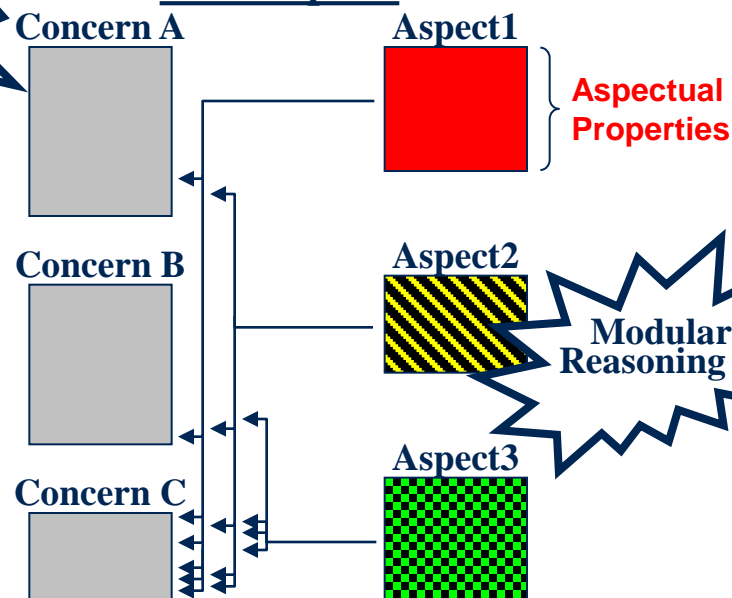 Concern A
Aspect1
Aspectual
Properties
Concern B
Aspect2
Modular
Reasoning
Concern C
Aspect3